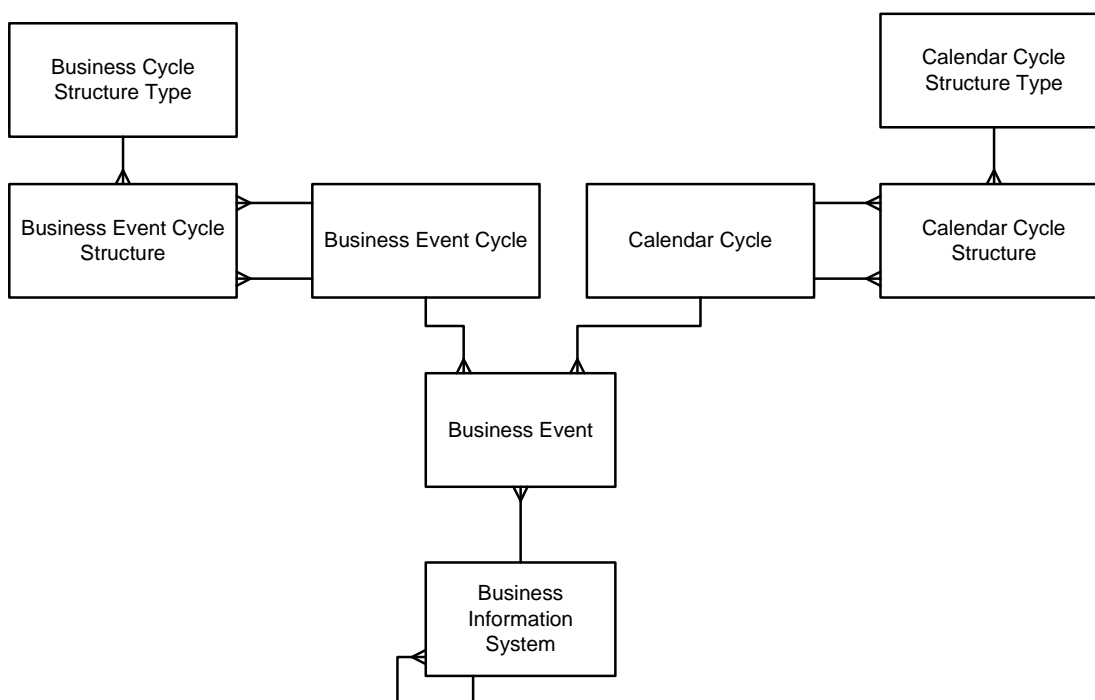 Business Cycle
Structure Type
Calendar Cycle
Structure Type
Business Event Cycle
Structure
Business Event Cycle
Calendar Cycle
Calendar Cycle
Structure
Business Event
Business
Information
System